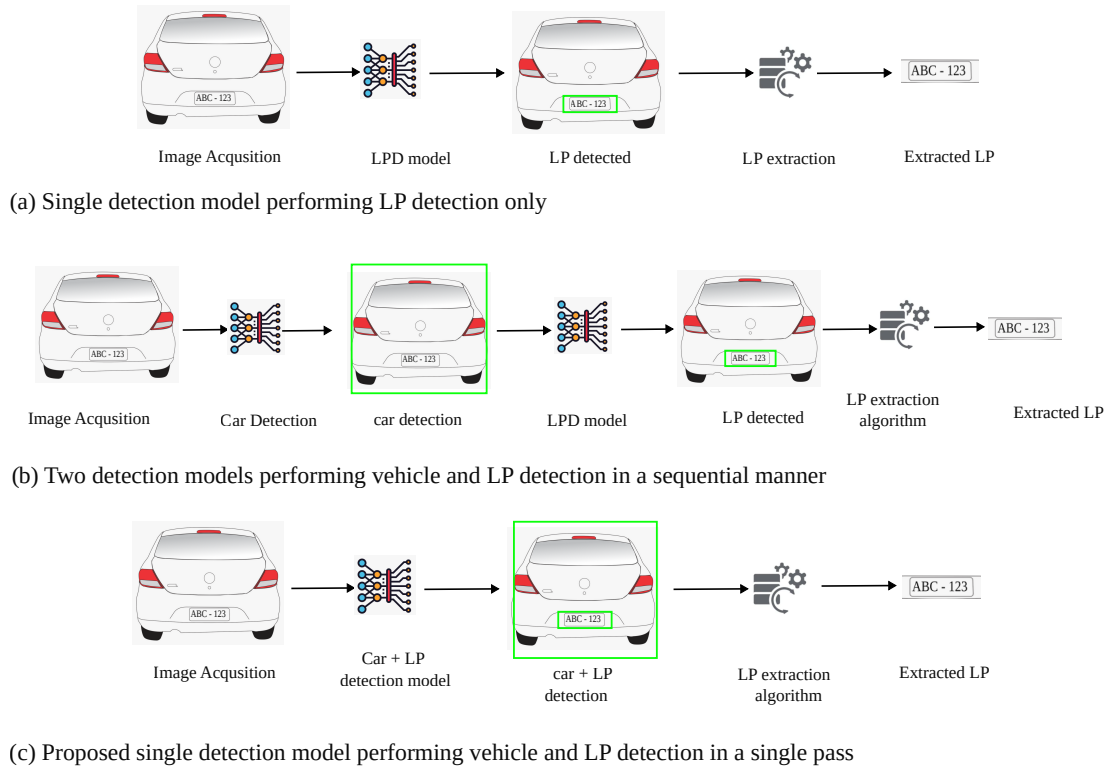 ABC - 123
ABC - 123
ABC - 123
Image Acqusition
LPD model
LP detected
LP extraction
Extracted LP
(a) Single detection model performing LP detection only
ABC - 123
ABC - 123
ABC - 123
ABC - 123
Image Acqusition
Car Detection
car detection
LPD model
LP detected
LP extraction
algorithm
Extracted LP
(b) Two detection models performing vehicle and LP detection in a sequential manner
ABC - 123
ABC - 123
ABC - 123
Image Acqusition
Car + LP
detection model
car + LP
detection
LP extraction
algorithm
Extracted LP
(c) Proposed single detection model performing vehicle and LP detection in a single pass